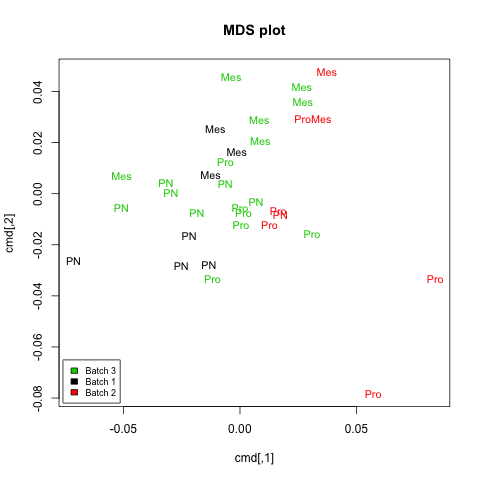 MDS plot
Mes
Mes
Mes
Mes
Mes
ProMes
Mes
Mes
Mes
Pro
Mes
Mes
PN
PN
PN
PN
PN
Pro
Pro
Pro
PN
PN
Pro
Pro
Pro
PN
PN
PN
PN
Pro
Pro
Pro
0.04
0.02
0.00
-0.02
-0.04
-0.06
-0.08
cmd[,2]
Batch 3
Batch 1
Batch 2
-0.05
0.00
0.05
cmd[,1]